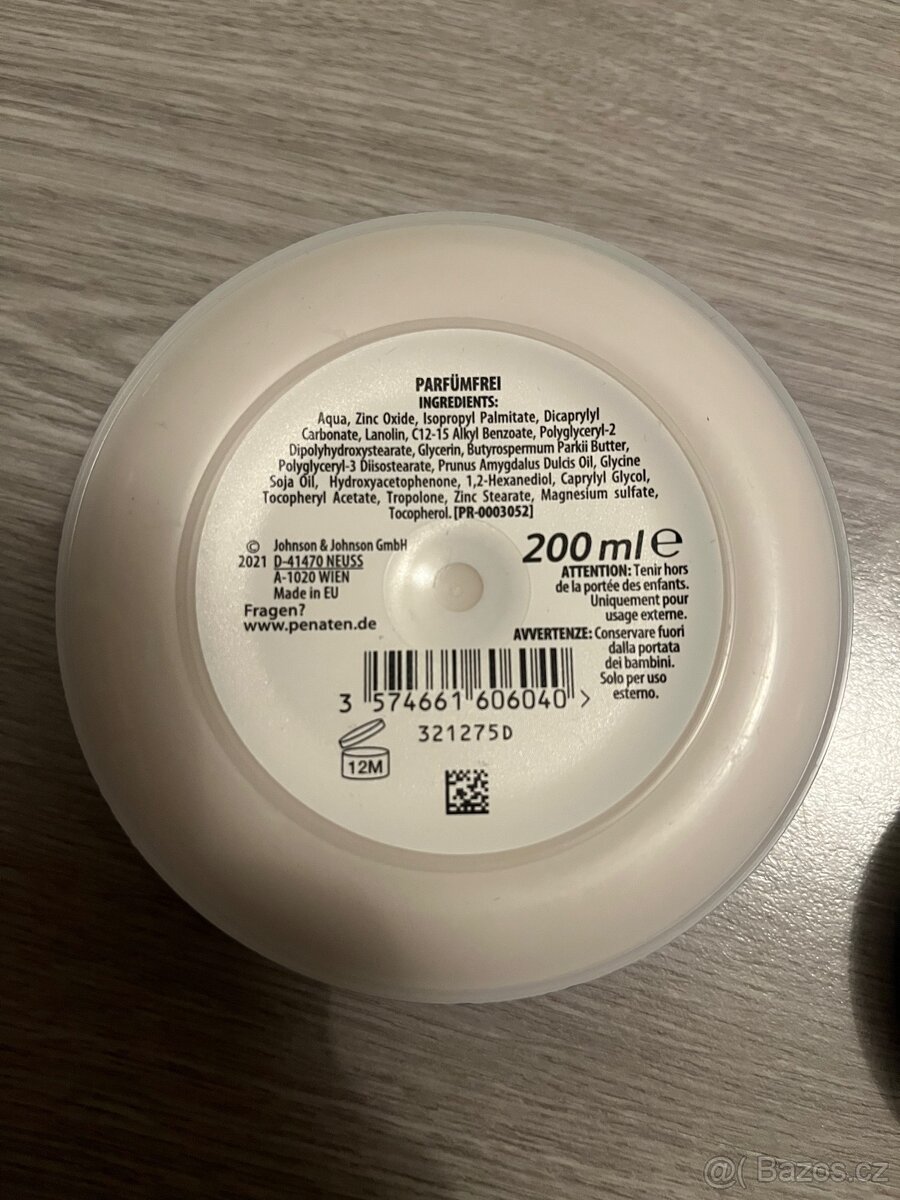 PARFÜMFREI
INGREDIENTS:
Aqua, Zinc Oxide, Isopropyl Palmitate, Dicaprylyl
Carbonate, Lanolin, C12-15 Alkyl Benzoate, Polyglyceryl-2
Dipolyhydroxystearate, Glycerin, Butyrospermum Parkii Butter,
Polyglyceryl-3 Diisostearate, Prunus Amygdalus Dulcis Oil, Glycine
Soja Oil, Hydroxyacetophenone, 1,2-Hexanediol, Caprylyl Glycol,
Tocopheryl Acetate, Tropolone, Zinc Stearate, Magnesium sulfate,
Tocopherol. [PR-0003052]
© Johnson & Johnson GmbH
2021 D-41470 NEUSS
A-1020 WIEN
Made in EU
Fragen?
www.penaten.de
200 ml e
ATTENTION: Tenir hors
de la portée des enfants.
Uniquement pour
usage externe.
AVVERTENZE: Conservare fuori
dalla portata
dei bambini.
Solo per uso
esterno.
3 574661 606040 >
12M
321275D
@( Bazos.cz